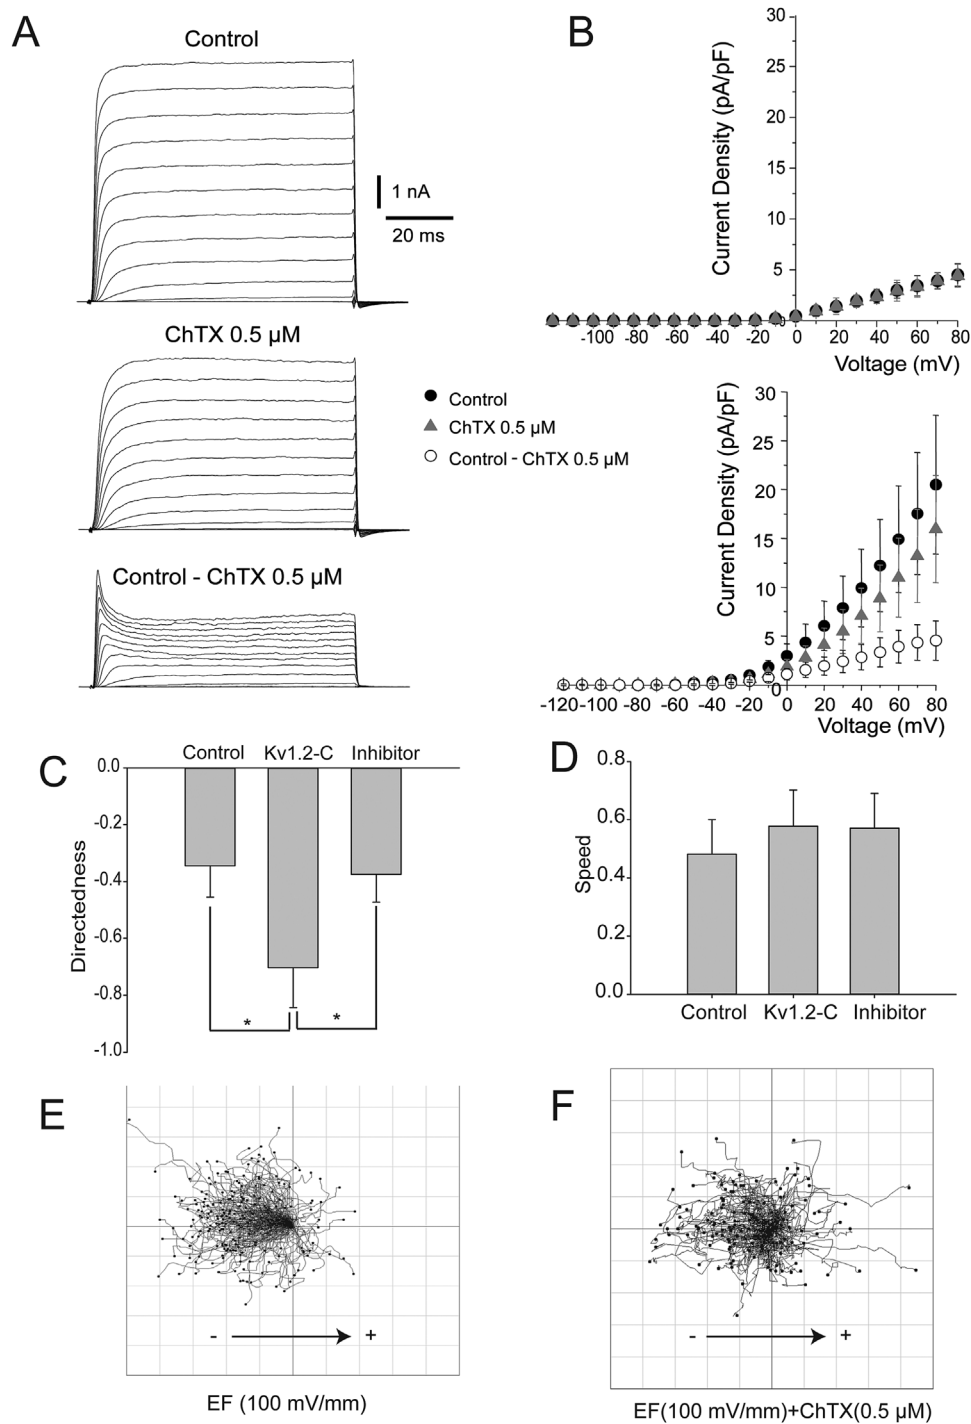 A
Control
1 nA
20 ms
ChTX 0.5 µM
Control - ChTX 0.5 µM
B
Current Density (pA/pF)
30
25
20
15
10
5
0
-100 -80 -60 -40 -20 0 20 40 60 80
Voltage (mV)
Control
ChTX 0.5 µM
Control - ChTX 0.5 µM
Current Density (pA/pF)
30
25
20
15
10
5
0
-120 -100 -80 -60 -40 -20 0 20 40 60 80
Voltage (mV)
C
Control Kv1.2-C Inhibitor
Directedness
0.0
-0.2
-0.4
-0.6
-0.8
-1.0
* *
D
Speed
0.8
0.6
0.4
0.2
0.0
Control Kv1.2-C Inhibitor
E
- +
EF (100 mV/mm)
F
- +
EF(100 mV/mm)+ChTX(0.5 µM)